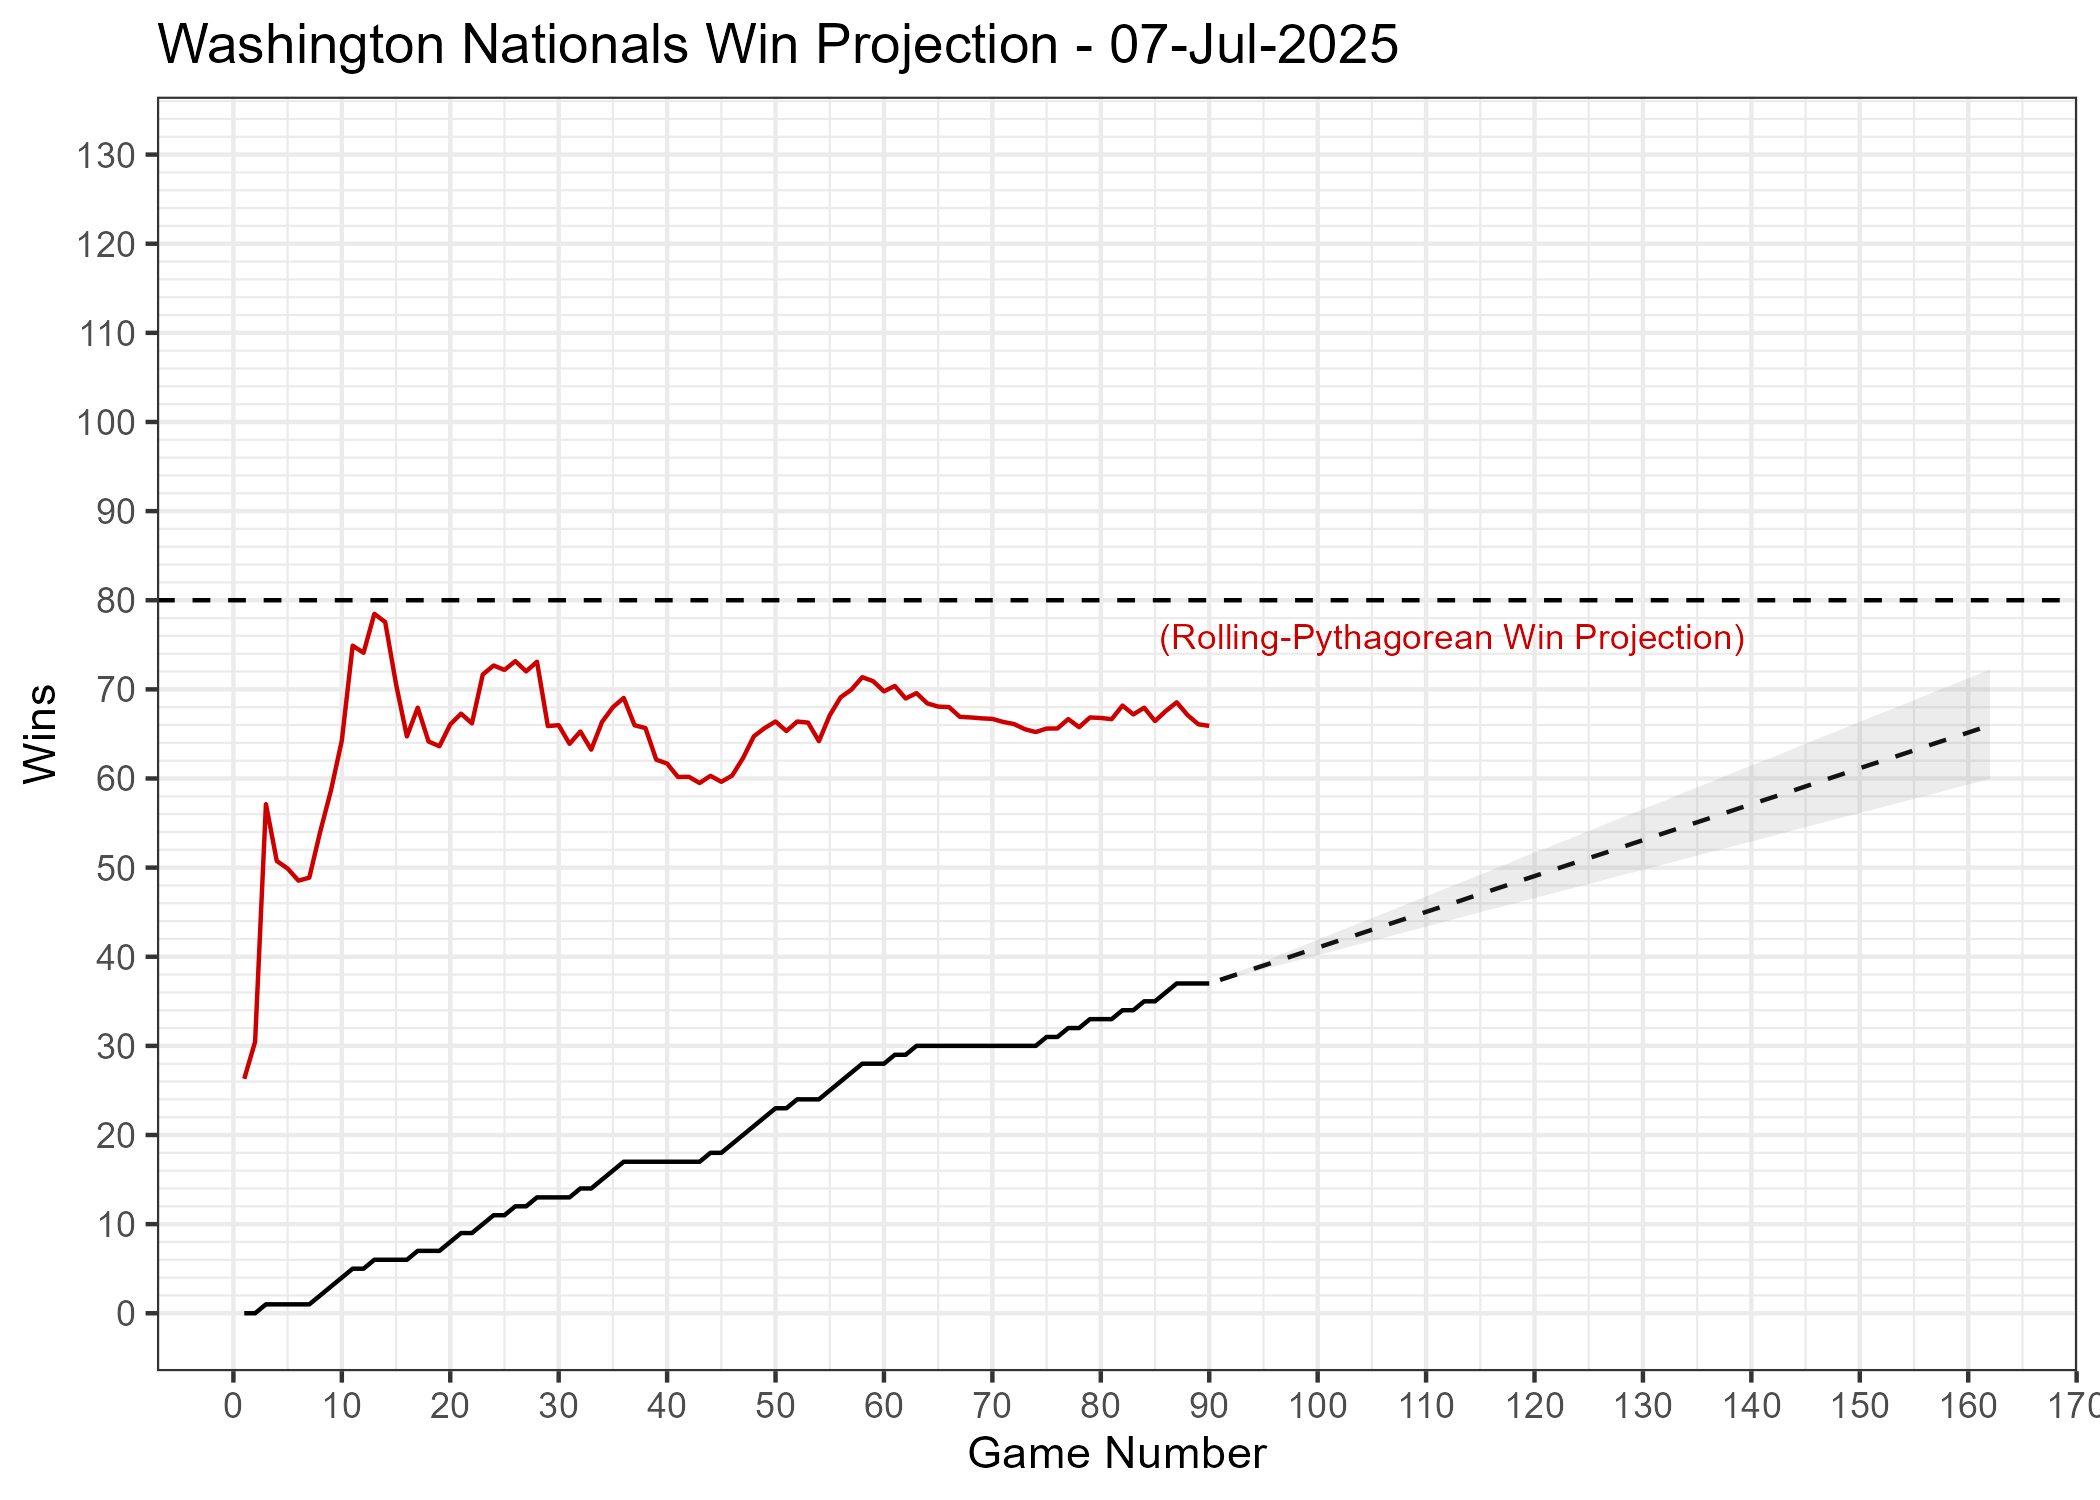 Washington Nationals Win Projection - 07-Jul-2025
130
120
110
100
90
80
(Rolling-Pythagorean Win Projection)
70
60
50
40
30
20
10
0
Wins
0 10 20 30 40 50 60 70 80 90 100 110 120 130 140 150 160 170
Game Number